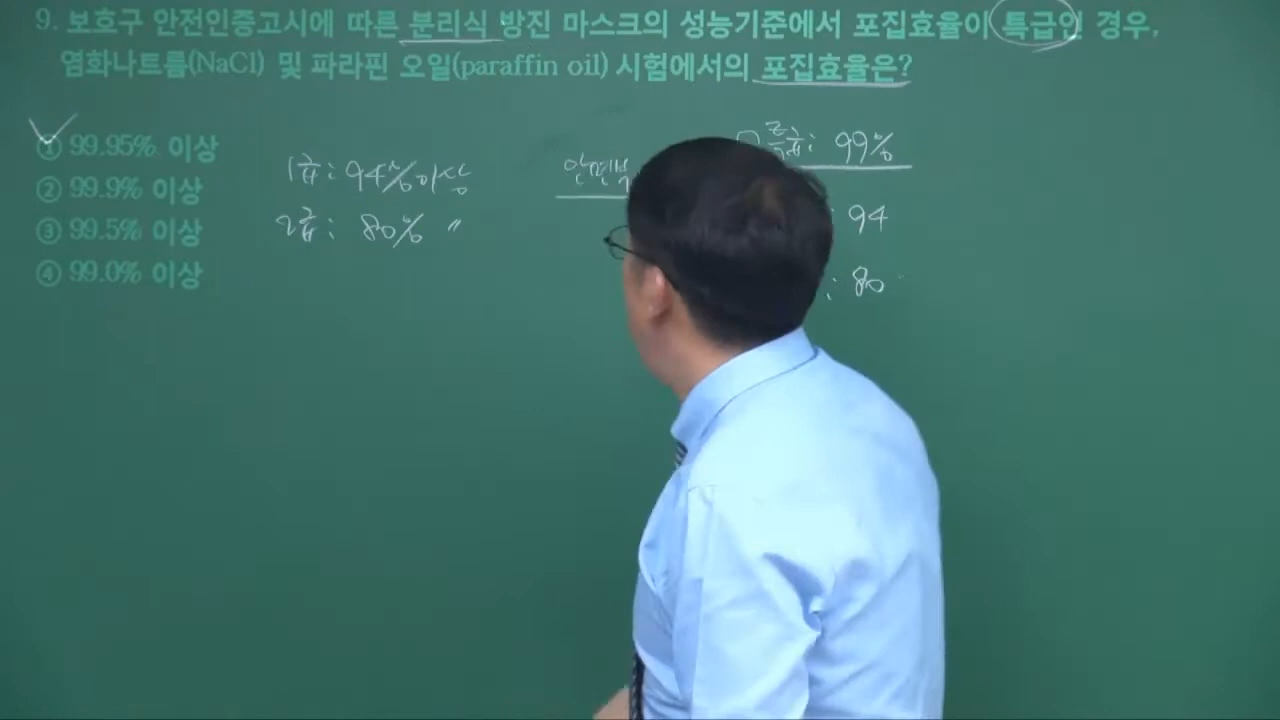 9. 보호구 안전인증고시에 따른 분리식 방진 마스크의 성능기준에서 포집효율이 특급인 경우,
염화나트륨(NaCl) 및 파라핀 오일(paraffin oil) 시험에서의 포집효율은?
① 99.95% 이상
② 99.9% 이상
③ 99.5% 이상
④ 99.0% 이상
1급: 94% 이상
2급: 80% 〃
안면부
특급: 99%
: 94
: 80